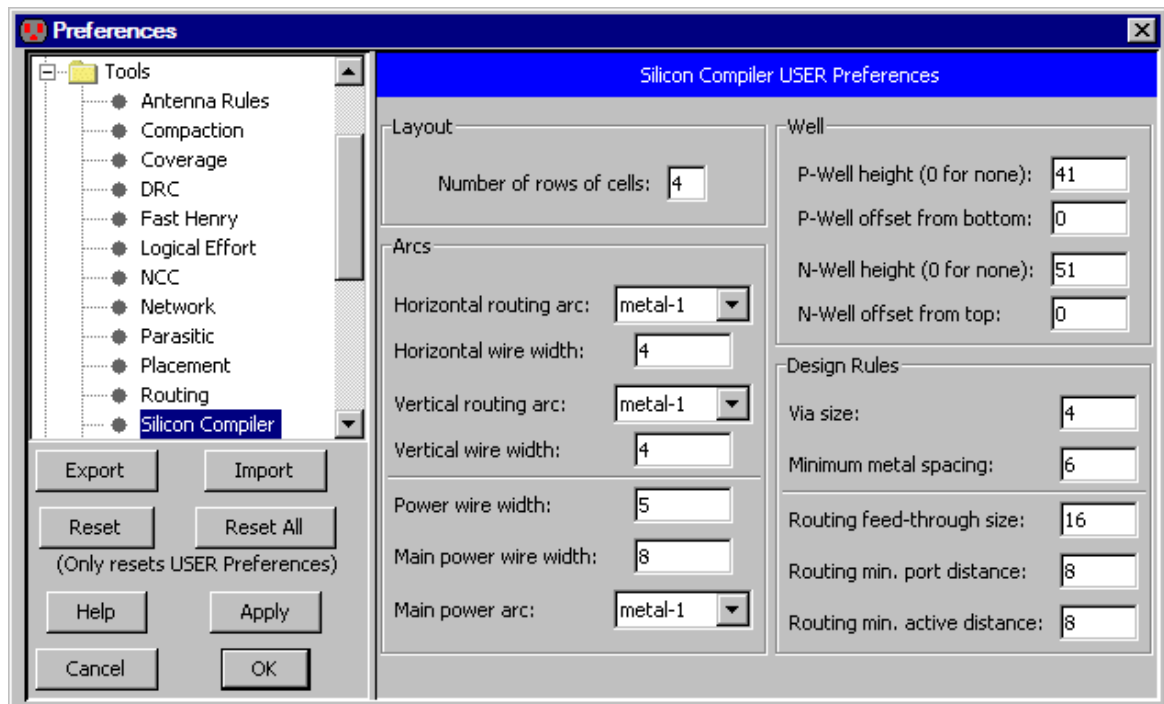 Preferences
Tools
Antenna Rules
Compaction
Coverage
DRC
Fast Henry
Logical Effort
NCC
Network
Parasitic
Placement
Routing
Silicon Compiler
Export
Import
Reset
Reset All
(Only resets USER Preferences)
Help
Apply
Cancel
OK
Silicon Compiler USER Preferences
Layout
Number of rows of cells: 4
Arcs
Horizontal routing arc: metal-1
Horizontal wire width: 4
Vertical routing arc: metal-1
Vertical wire width: 4
Power wire width: 5
Main power wire width: 8
Main power arc: metal-1
Well
P-Well height (0 for none): 41
P-Well offset from bottom: 0
N-Well height (0 for none): 51
N-Well offset from top: 0
Design Rules
Via size: 4
Minimum metal spacing: 6
Routing feed-through size: 16
Routing min. port distance: 8
Routing min. active distance: 8